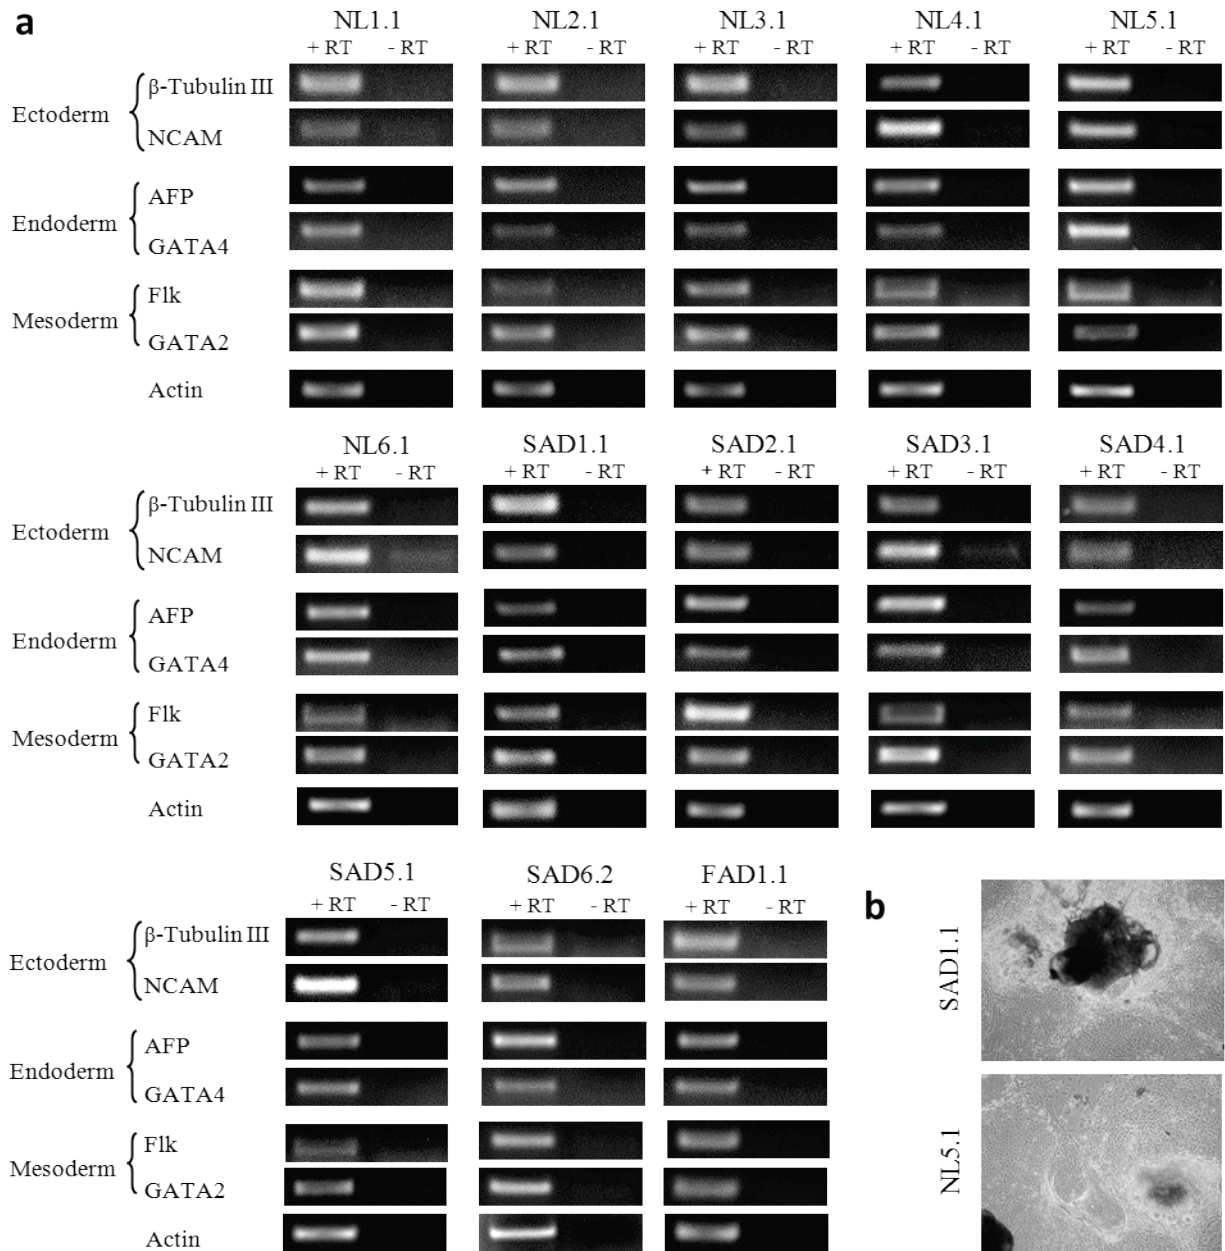 a
NL1.1 NL2.1 NL3.1 NL4.1 NL5.1
+ RT - RT + RT - RT + RT - RT + RT - RT + RT - RT
Ectoderm
β-Tubulin III
NCAM
Endoderm
AFP
GATA4
Mesoderm
Flk
GATA2
Actin
NL6.1 SAD1.1 SAD2.1 SAD3.1 SAD4.1
+ RT - RT + RT - RT + RT - RT + RT - RT + RT - RT
Ectoderm
β-Tubulin III
NCAM
Endoderm
AFP
GATA4
Mesoderm
Flk
GATA2
Actin
SAD5.1 SAD6.2 FAD1.1
+ RT - RT + RT - RT + RT - RT
Ectoderm
β-Tubulin III
NCAM
Endoderm
AFP
GATA4
Mesoderm
Flk
GATA2
Actin
b
SAD1.1
NL5.1